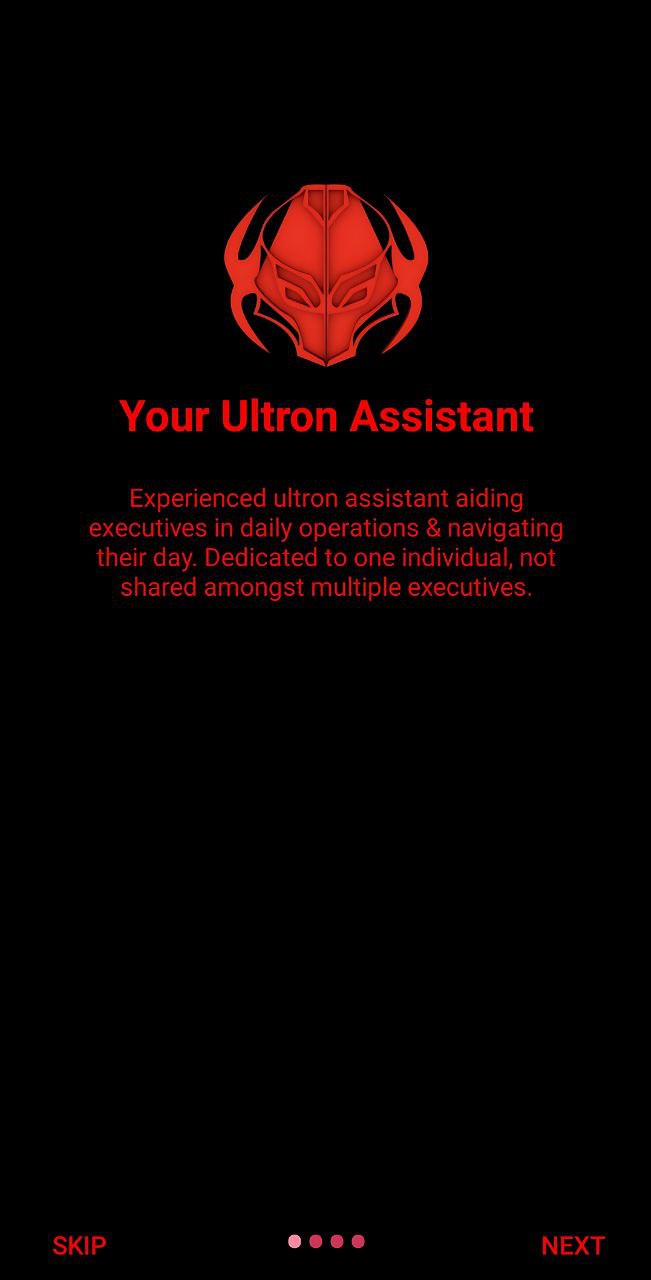 Your Ultron Assistant
Experienced ultron assistant aiding
executives in daily operations & navigating
their day. Dedicated to one individual, not
shared amongst multiple executives.
SKIP
NEXT